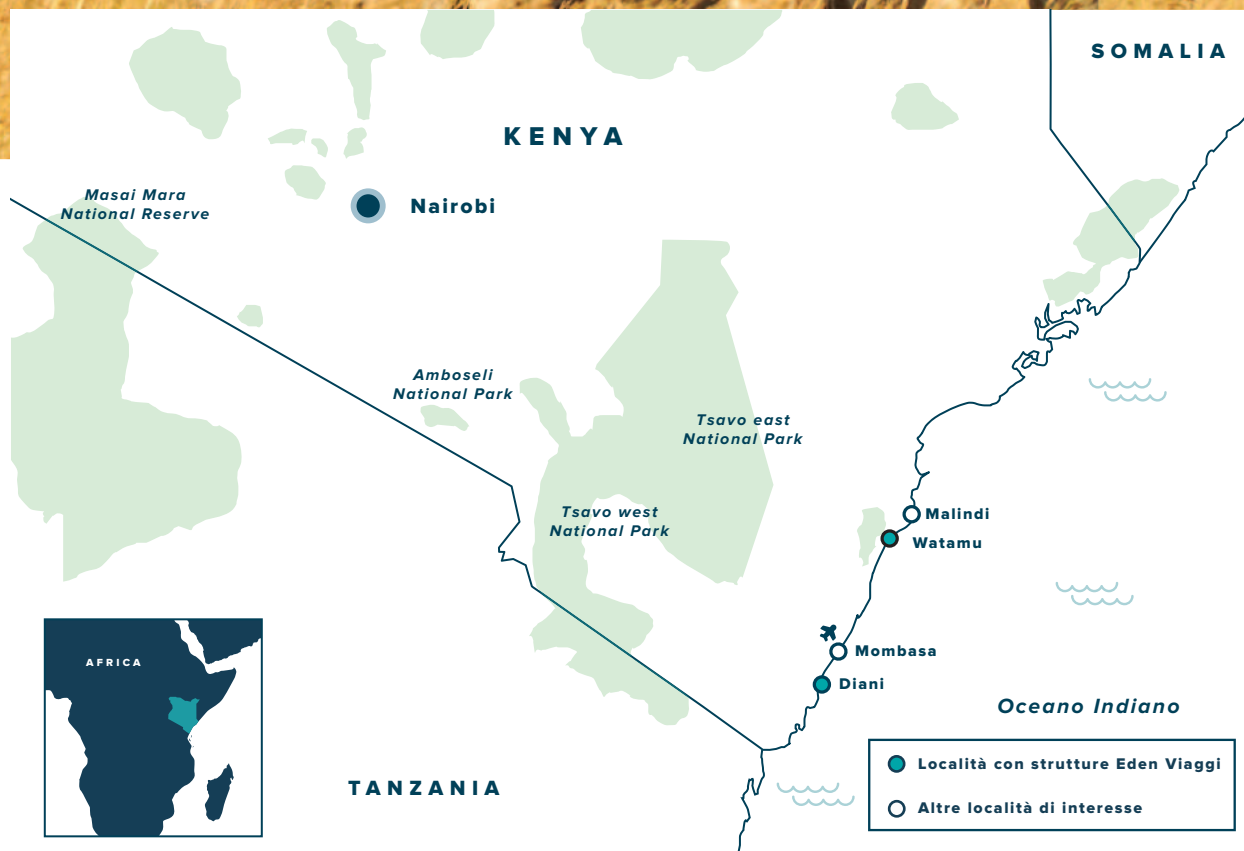 SOMALIA
KENYA
Masai Mara
National Reserve
Nairobi
Amboseli
National Park
Tsavo east
National Park
Tsavo west
National Park
Malindi
Watamu
Mombasa
Diani
AFRICA
Oceano Indiano
TANZANIA
Località con strutture Eden Viaggi
Altre località di interesse